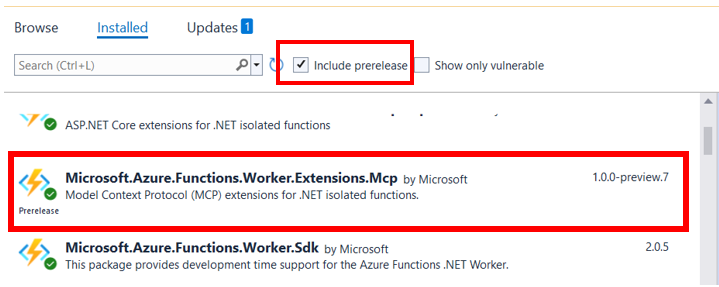 Browse Installed Updates 1
Search (Ctrl+L) Include prerelease Show only vulnerable
ASP.NET Core extensions for .NET isolated functions
Microsoft.Azure.Functions.Worker.Extensions.Mcp by Microsoft 1.0.0-preview.7
Model Context Protocol (MCP) extensions for .NET isolated functions.
Prerelease
Microsoft.Azure.Functions.Worker.Sdk by Microsoft 2.0.5
This package provides development time support for the Azure Functions .NET Worker.